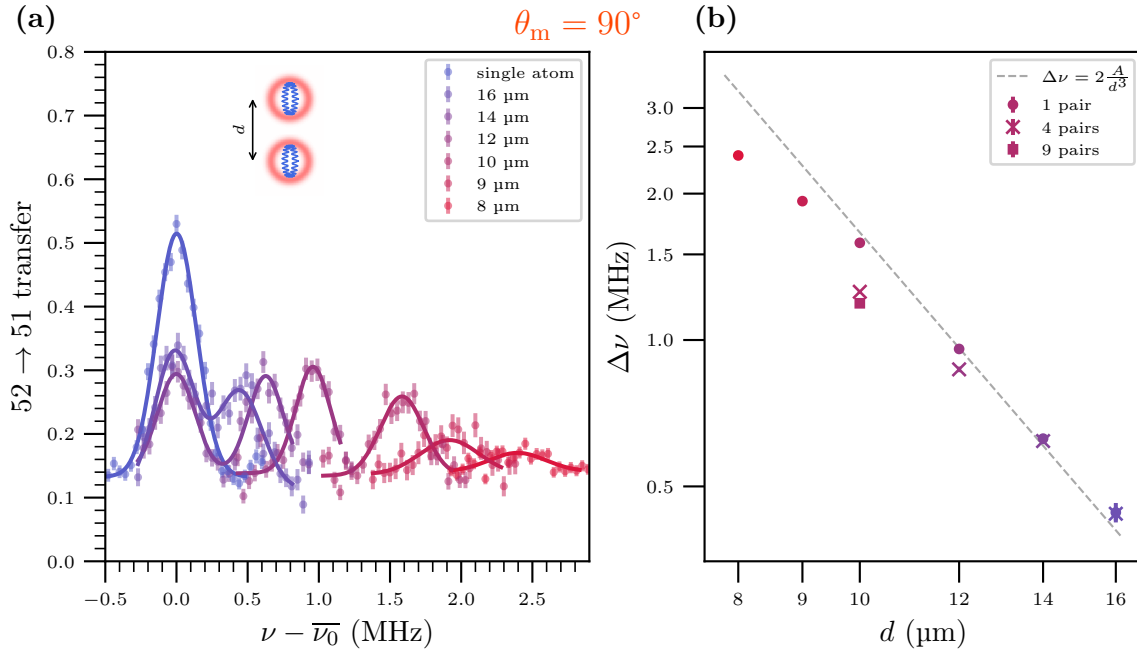 (a)
θm = 90°
(b)
0.8
0.7
0.6
0.5
0.4
0.3
0.2
0.1
0.0
52 → 51 transfer
d
single atom
16 µm
14 µm
12 µm
10 µm
9 µm
8 µm
−0.5 0.0 0.5 1.0 1.5 2.0 2.5
ν − ν̅₀ (MHz)
3.0
2.5
2.0
1.5
1.0
0.5
Δν (MHz)
Δν = 2 A/d³
1 pair
4 pairs
9 pairs
8 9 10 12 14 16
d (µm)